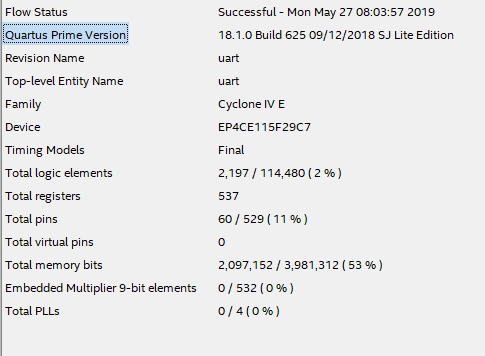 Flow Status Successful - Mon May 27 08:03:57 2019
Quartus Prime Version 18.1.0 Build 625 09/12/2018 SJ Lite Edition
Revision Name uart
Top-level Entity Name uart
Family Cyclone IV E
Device EP4CE115F29C7
Timing Models Final
Total logic elements 2,197 / 114,480 ( 2 % )
Total registers 537
Total pins 60 / 529 ( 11 % )
Total virtual pins 0
Total memory bits 2,097,152 / 3,981,312 ( 53 % )
Embedded Multiplier 9-bit elements 0 / 532 ( 0 % )
Total PLLs 0 / 4 ( 0 % )